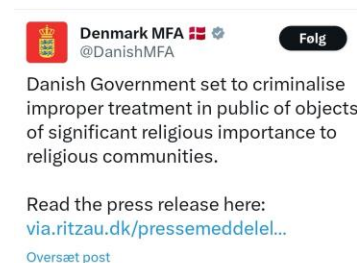 Denmark MFA 🇩🇰
@DanishMFA
Følg
Danish Government set to criminalise
improper treatment in public of objects
of significant religious importance to
religious communities.
Read the press release here:
via.ritzau.dk/pressemeddelel...
Oversæt post